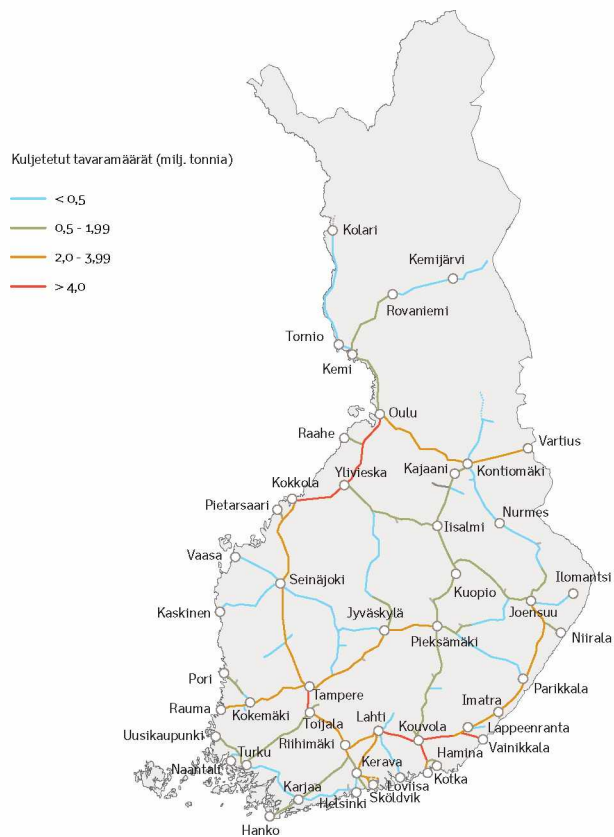 Kuljetetut tavaramäärät (milj. tonnia)
< 0,5
0,5 - 1,99
2,0 - 3,99
> 4,0
Kolari
Kemijärvi
Rovaniemi
Tornio
Kemi
Oulu
Raahe
Vartius
Ylivieska
Kajaani
Kontiomäki
Kokkola
Pietarsaari
Nurmes
Iisalmi
Vaasa
Seinäjoki
Kuopio
Ilomantsi
Kaskinen
Jyväskylä
Joensuu
Pieksämäki
Niirala
Pori
Tampere
Parikkala
Rauma
Kokemäki
Toijala
Lahti
Kouvola
Imatra
Uusikaupunki
Riihimäki
Lappeenranta
Turku
Hamina
Vainikkala
Naantali
Kerava
Kotka
Karjaa
Loviisa
Helsinki
Sköldvik
Hanko